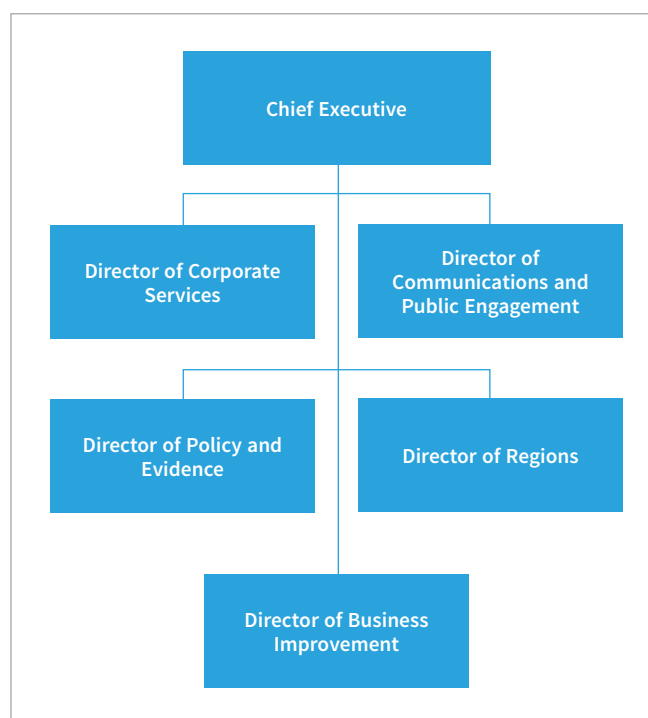 Chief Executive
Director of Corporate
Services
Director of
Communications and
Public Engagement
Director of Policy and
Evidence
Director of Regions
Director of Business
Improvement